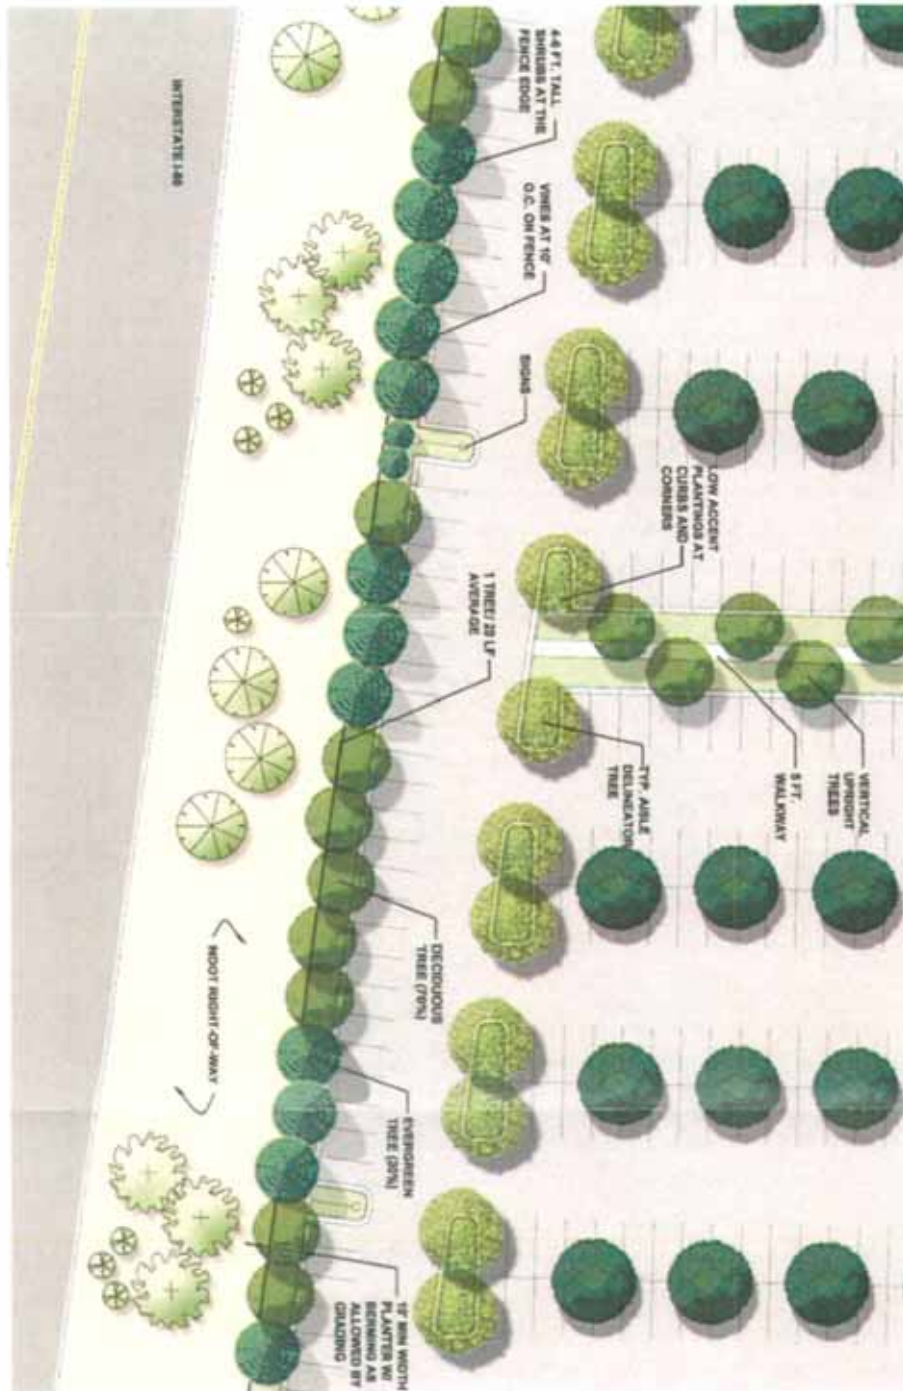 INTERSTATE I-80
4-6 FT. TALL
SHRUBS AT THE
FENCE EDGE
VINES AT 10'
O.C. ON FENCE
SIGNS
LOW ACCENT
PLANTINGS AT
CURBS AND
CORNERS
1 TREE/ 20 LF
AVERAGE
VERTICAL
UPRIGHT
TREES
5 FT.
WALKWAY
TYP. AISLE
DELINEATOR
TREE
DECIDUOUS
TREE (70%)
NDOT RIGHT-OF-WAY
EVERGREEN
TREE (30%)
10' MIN WIDTH
PLANTER W/
BERMING AS
ALLOWED BY
GRADING